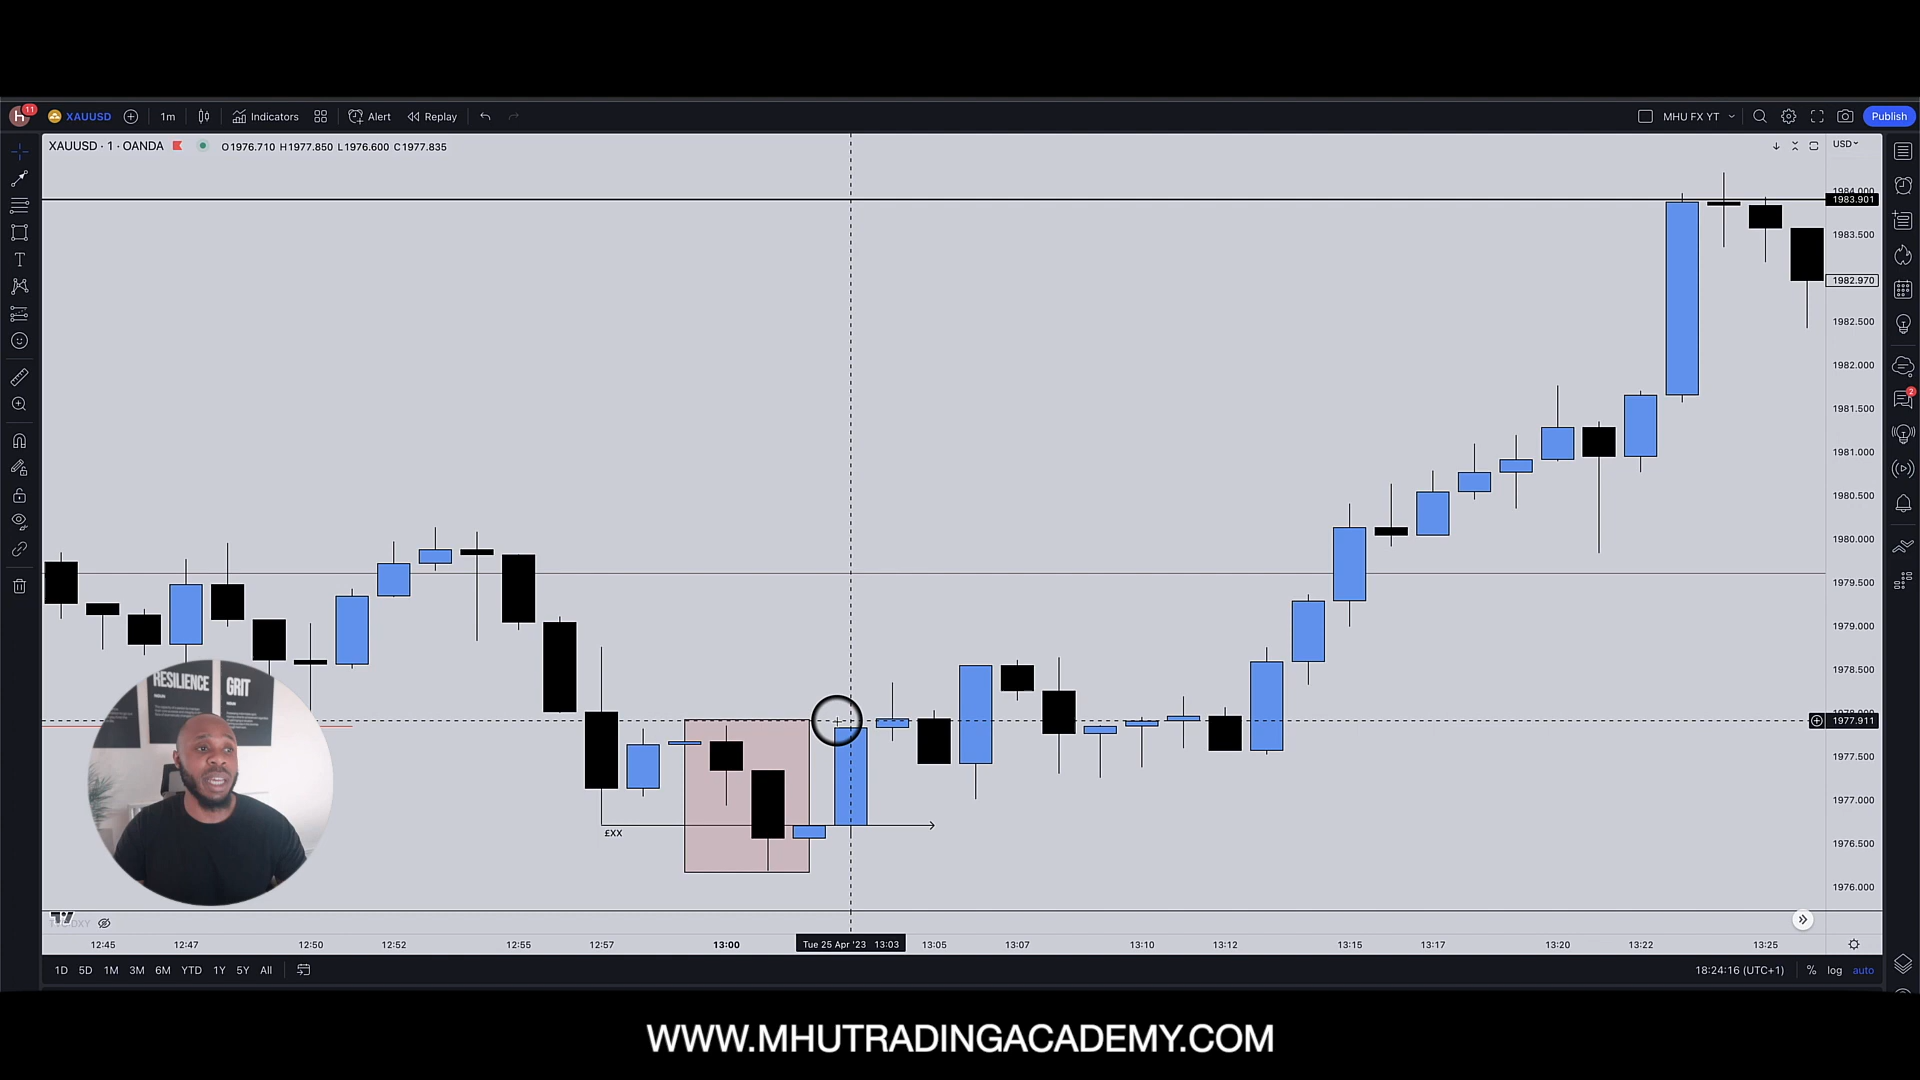 h 11 XAUUSD 1m Indicators Alert Replay MHU FX YT Publish
XAUUSD · 1 · OANDA O1976.710 H1977.850 L1976.600 C1977.835 USD
1984.000
1983.901
1983.500
1982.970
1982.500
1982.000
1981.500
1981.000
1980.500
1980.000
1979.500
1979.000
1978.500
1977.911
1977.500
1977.000
1976.500
1976.000
2
RESILIENCE GRIT
£XX
12:45 12:47 12:50 12:52 12:55 12:57 13:00 Tue 25 Apr '23 13:03 13:05 13:07 13:10 13:12 13:15 13:17 13:20 13:22 13:25
1D 5D 1M 3M 6M YTD 1Y 5Y All 18:24:16 (UTC+1) % log auto
WWW.MHUTRADINGACADEMY.COM